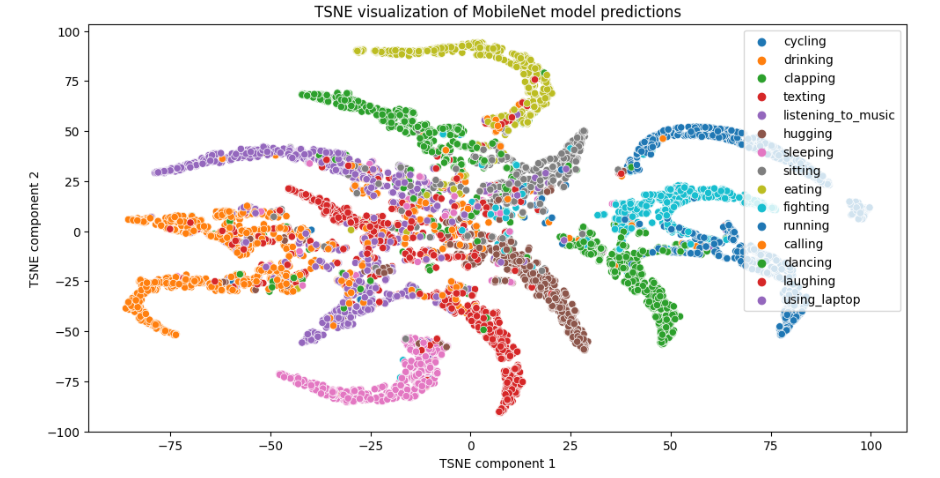 TSNE visualization of MobileNet model predictions
100
75
50
25
0
−25
−50
−75
−100
TSNE component 2
cycling
drinking
clapping
texting
listening_to_music
hugging
sleeping
sitting
eating
fighting
running
calling
dancing
laughing
using_laptop
−75 −50 −25 0 25 50 75 100
TSNE component 1